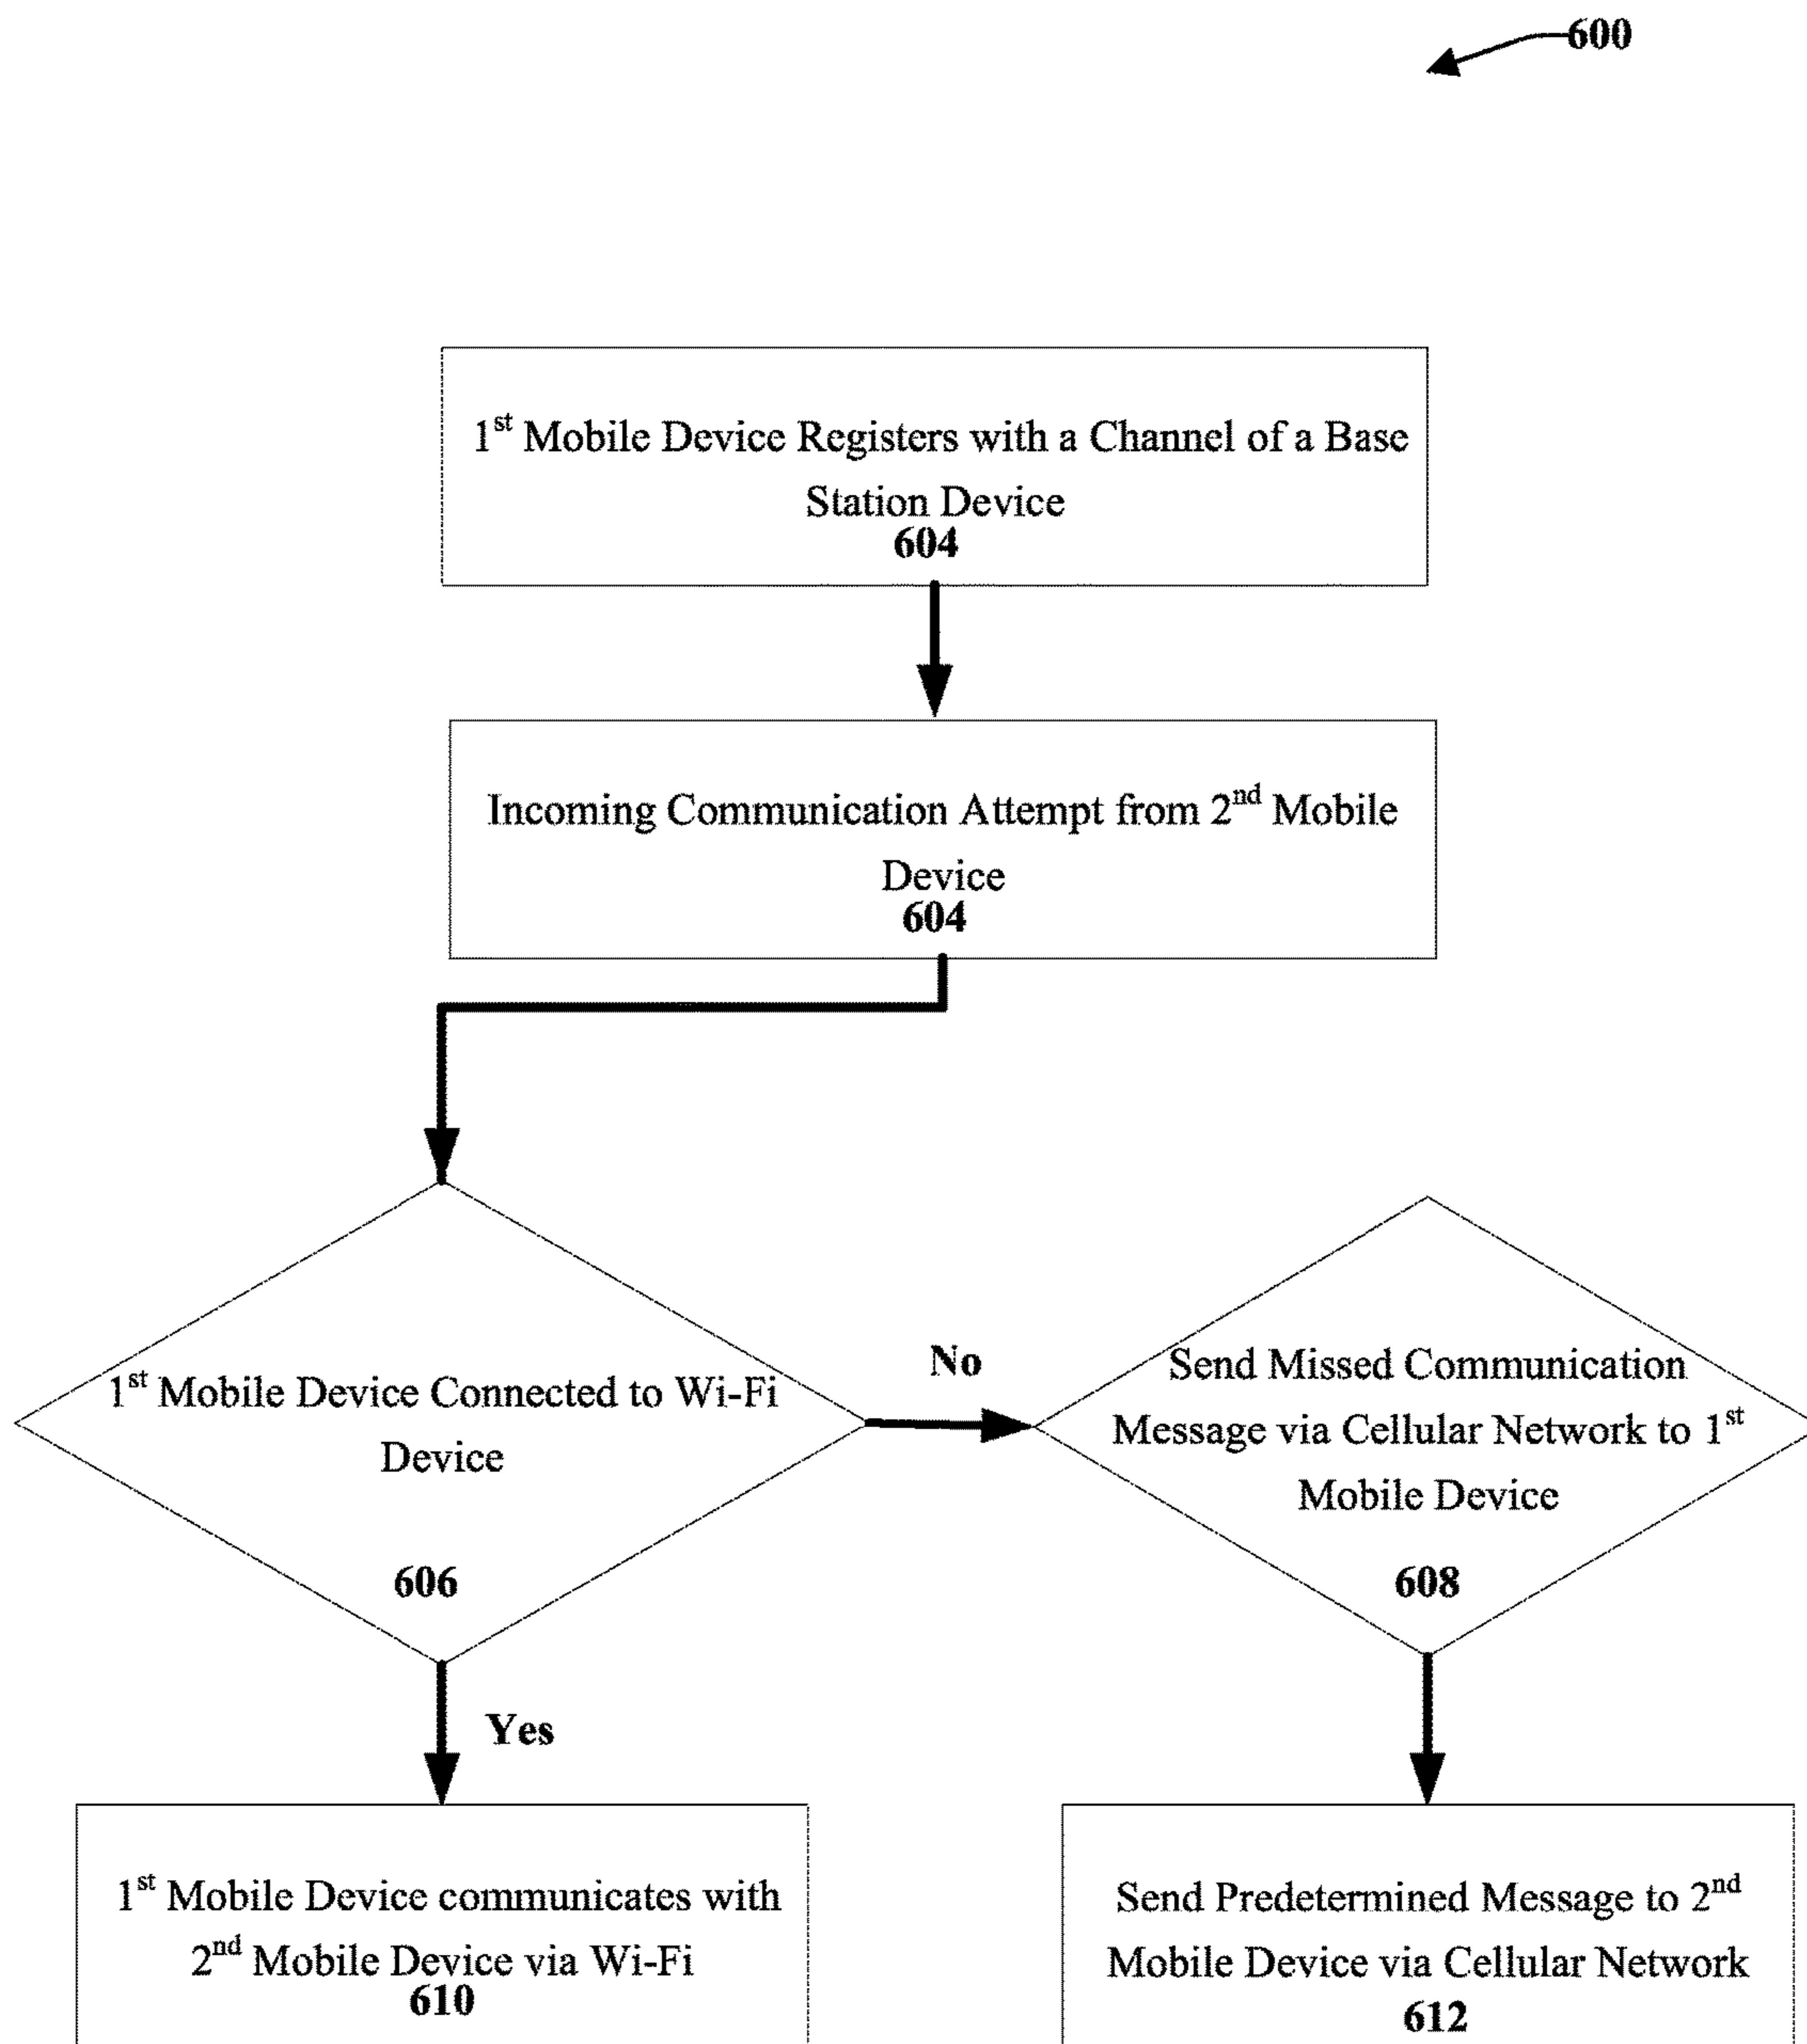 600
1st Mobile Device Registers with a Channel of a Base
Station Device
604
Incoming Communication Attempt from 2nd Mobile
Device
604
1st Mobile Device Connected to Wi-Fi
Device
606
No
Send Missed Communication
Message via Cellular Network to 1st
Mobile Device
608
Yes
1st Mobile Device communicates with
2nd Mobile Device via Wi-Fi
610
Send Predetermined Message to 2nd
Mobile Device via Cellular Network
612